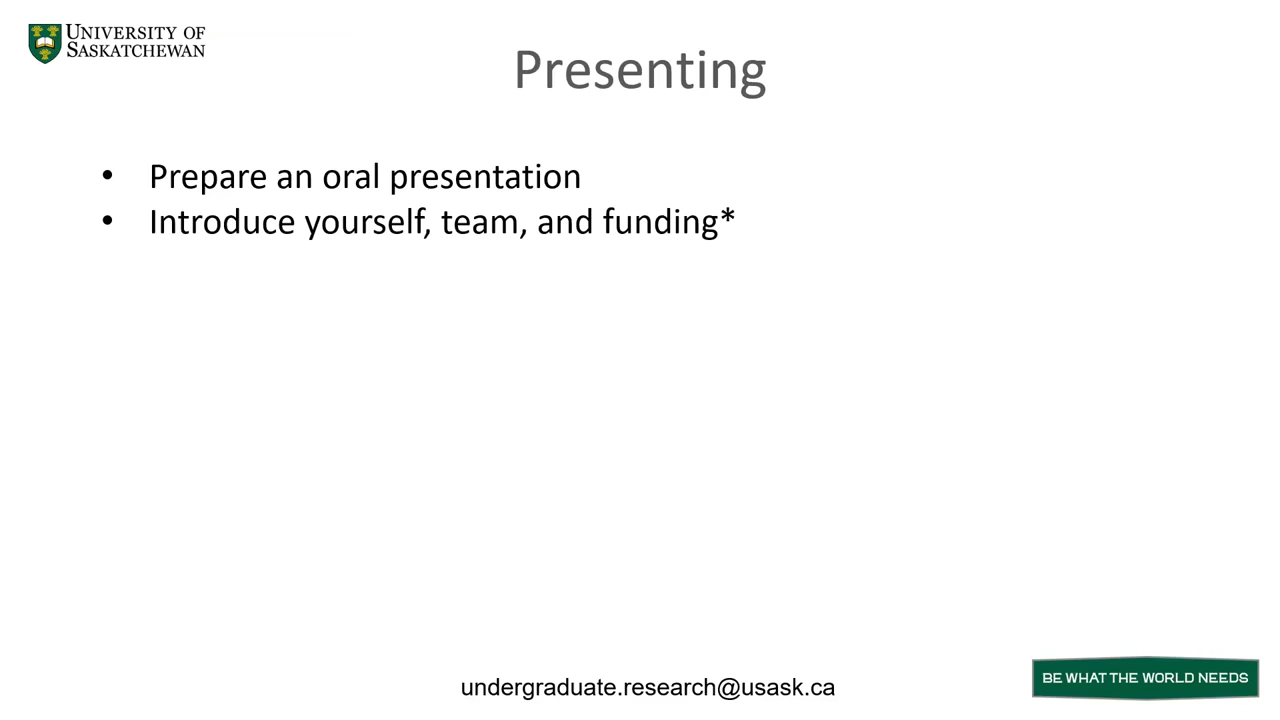 UNIVERSITY OF
SASKATCHEWAN
Presenting
• Prepare an oral presentation
• Introduce yourself, team, and funding*
undergraduate.research@usask.ca
BE WHAT THE WORLD NEEDS